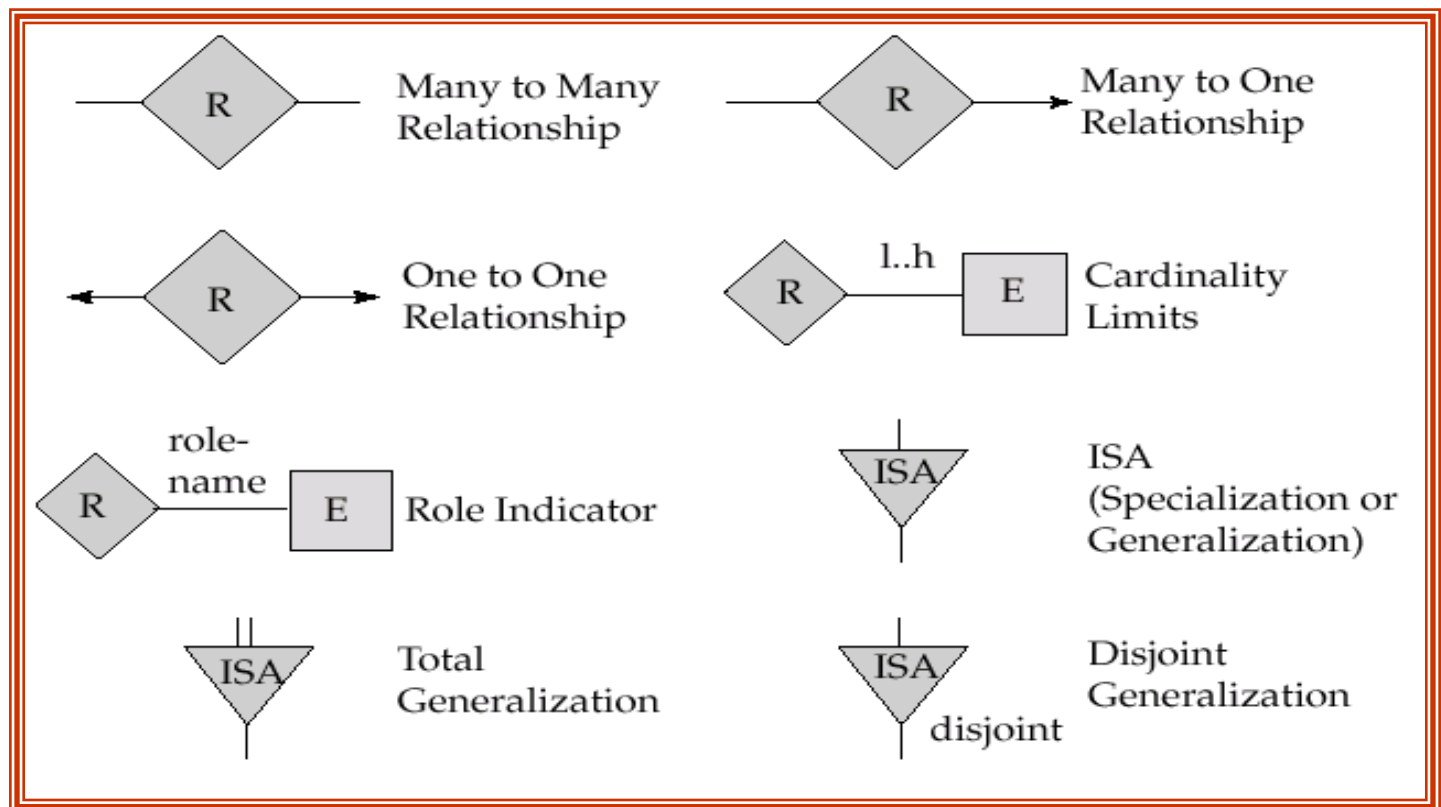 R
Many to Many
Relationship
R
Many to One
Relationship
R
One to One
Relationship
R
l..h
E
Cardinality
Limits
R
role-
name
E
Role Indicator
ISA
ISA
(Specialization or
Generalization)
ISA
Total
Generalization
ISA
disjoint
Disjoint
Generalization